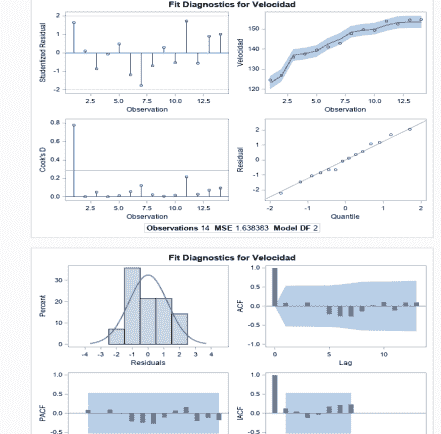 Fit Diagnostics for Velocidad
Studentized Residual
2
1
0
-1
-2
2.5 5.0 7.5 10.0 12.5
Observation
Velocidad
150
140
130
120
2.5 5.0 7.5 10.0 12.5
Observation
Cook's D
0.8
0.6
0.4
0.2
0.0
2.5 5.0 7.5 10.0 12.5
Observation
Residual
2
1
0
-1
-2
-2 -1 0 1 2
Quantile
Observations 14 MSE 1.638363 Model DF 2
Fit Diagnostics for Velocidad
Percent
30
20
10
0
-4 -3 -2 -1 0 1 2 3 4
Residuals
ACF
1.0
0.5
0.0
-0.5
-1.0
0 5 10
Lag
PACF
1.0
0.5
0.0
-0.5
IACF
1.0
0.5
0.0
-0.5